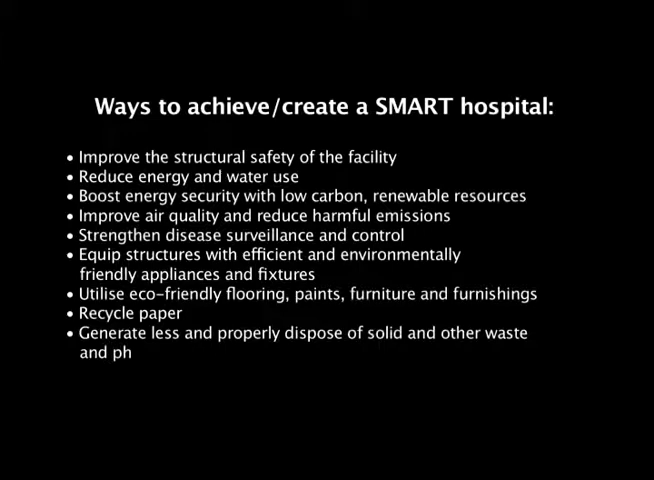 Ways to achieve/create a SMART hospital:
• Improve the structural safety of the facility
• Reduce energy and water use
• Boost energy security with low carbon, renewable resources
• Improve air quality and reduce harmful emissions
• Strengthen disease surveillance and control
• Equip structures with efficient and environmentally
friendly appliances and fixtures
• Utilise eco-friendly flooring, paints, furniture and furnishings
• Recycle paper
• Generate less and properly dispose of solid and other waste
and ph